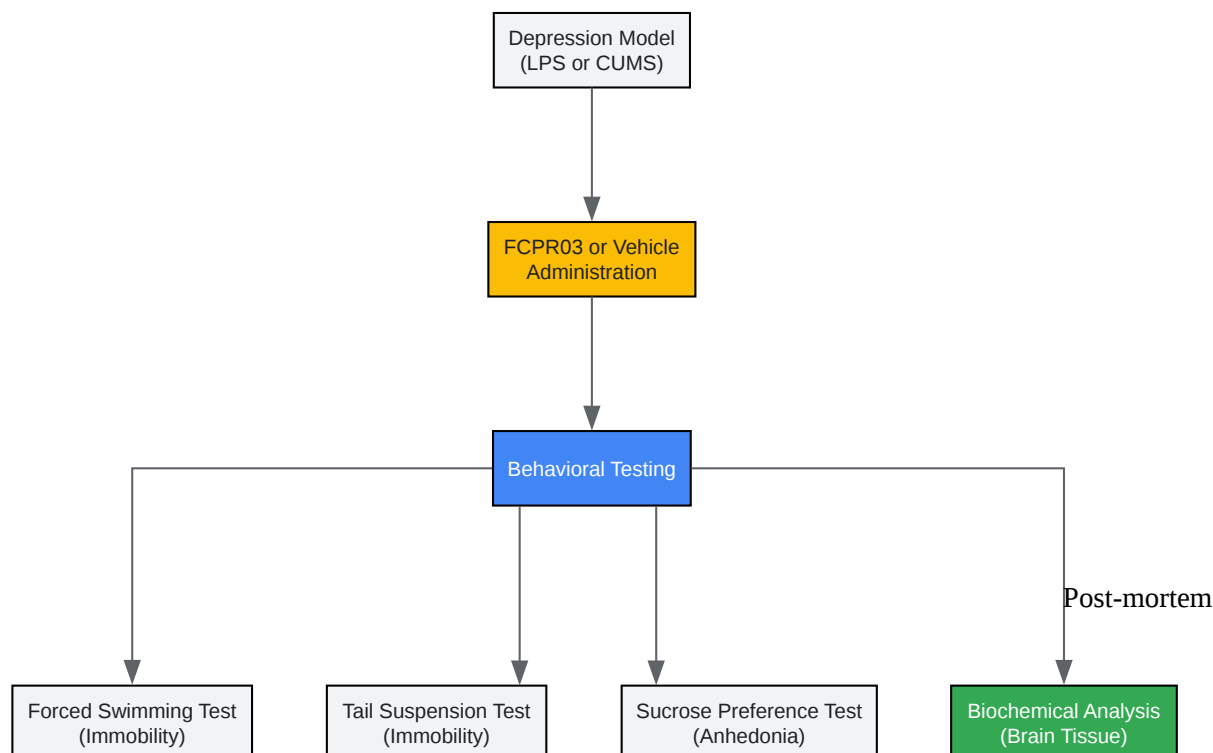 Depression Model
(LPS or CUMS)
FCPR03 or Vehicle
Administration
Behavioral Testing
Post-mortem
Forced Swimming Test
(Immobility)
Tail Suspension Test
(Immobility)
Sucrose Preference Test
(Anhedonia)
Biochemical Analysis
(Brain Tissue)